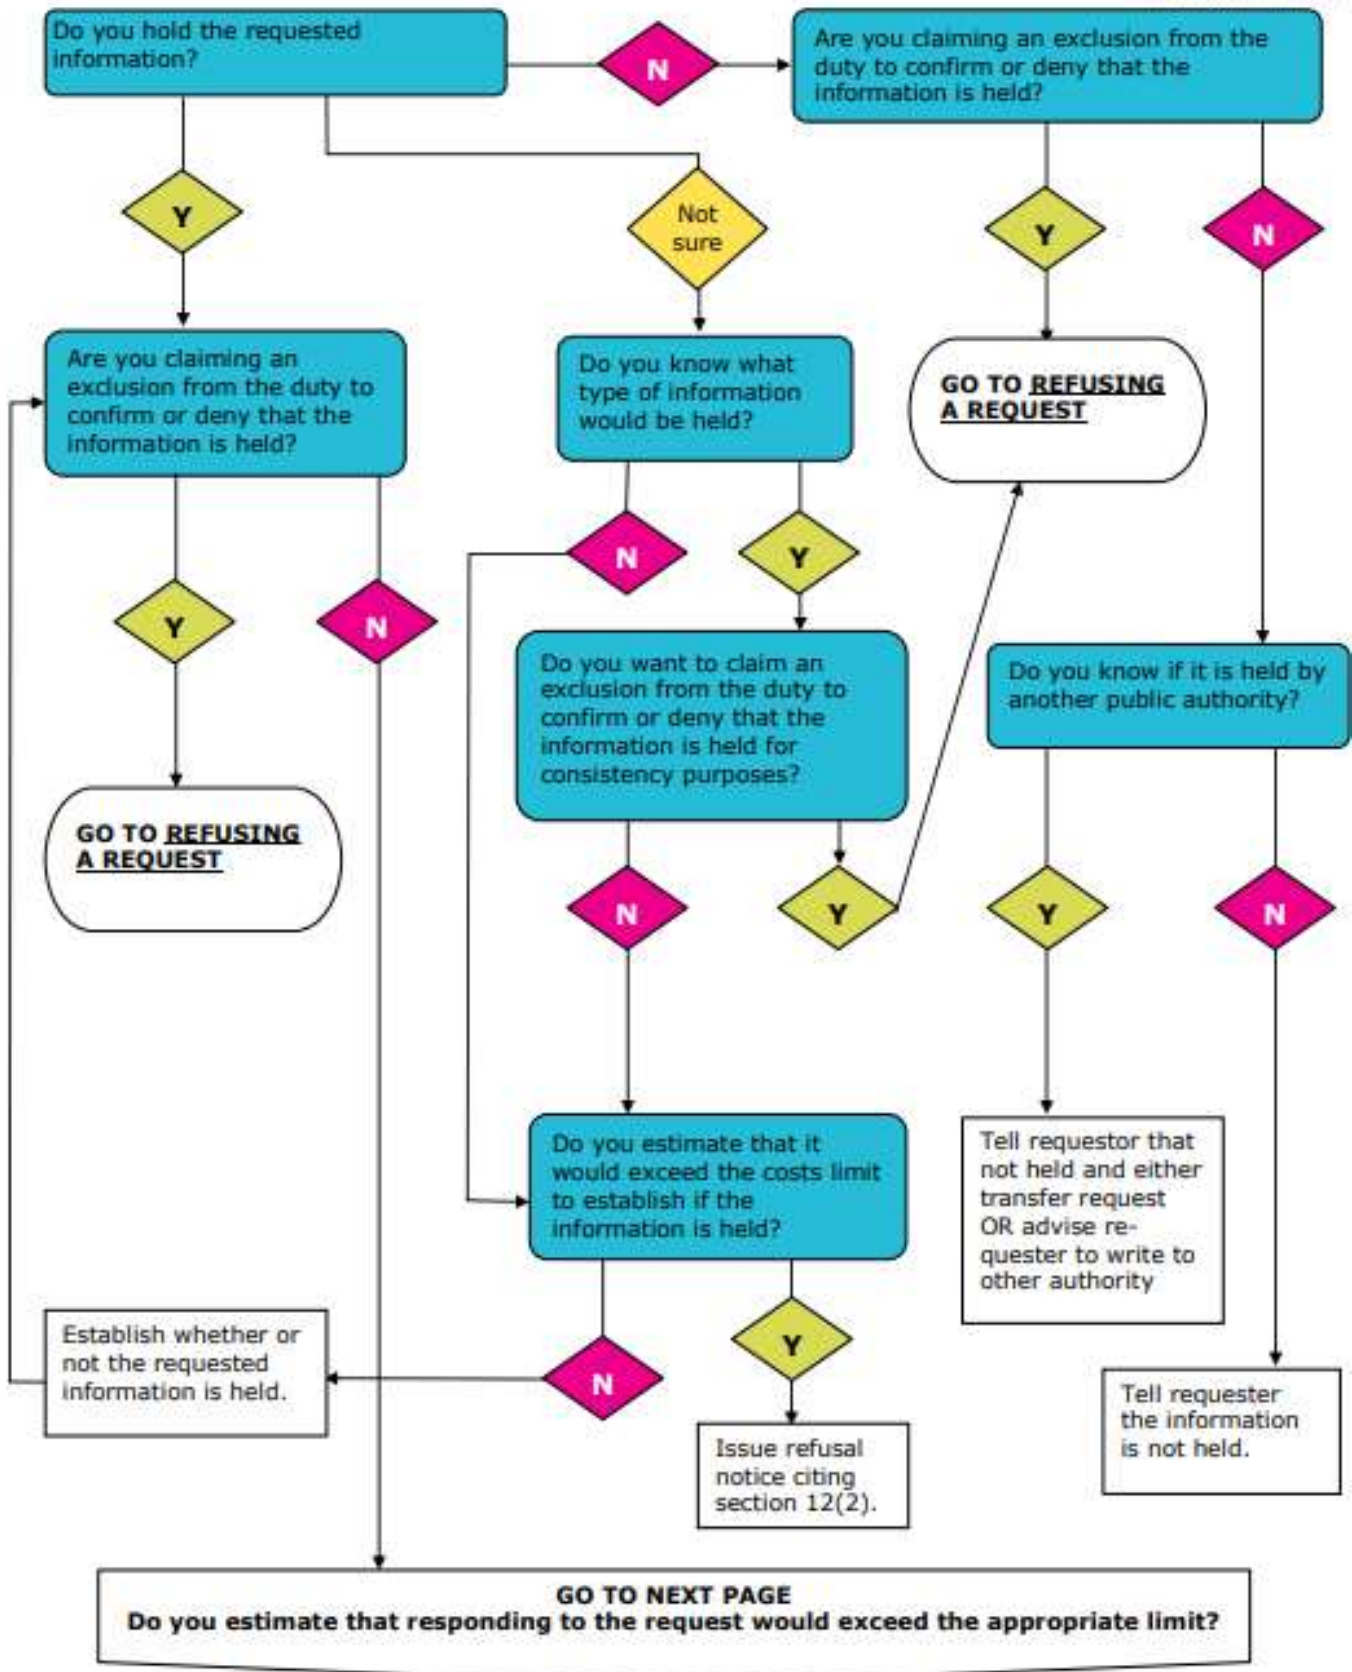 Do you hold the requested
information?
N
Are you claiming an exclusion from the
duty to confirm or deny that the
information is held?
Y
Not
sure
Y
N
Are you claiming an
exclusion from the duty to
confirm or deny that the
information is held?
Do you know what
type of information
would be held?
GO TO REFUSING
A REQUEST
N
Y
Y
N
Do you want to claim an
exclusion from the duty to
confirm or deny that the
information is held for
consistency purposes?
Do you know if it is held by
another public authority?
GO TO REFUSING
A REQUEST
N
Y
Y
N
Do you estimate that it
would exceed the costs limit
to establish if the
information is held?
Tell requestor that
not held and either
transfer request
OR advise re-
quester to write to
other authority
Establish whether or
not the requested
information is held.
N
Y
Tell requester
the information
is not held.
Issue refusal
notice citing
section 12(2).
GO TO NEXT PAGE
Do you estimate that responding to the request would exceed the appropriate limit?